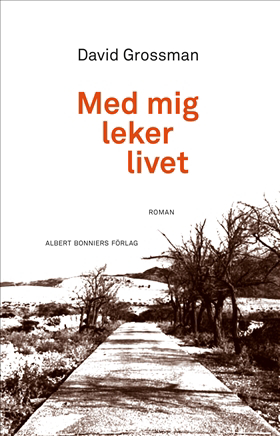 David Grossman
Med mig
leker
livet
ROMAN
ALBERT BONNIERS FÖRLAG